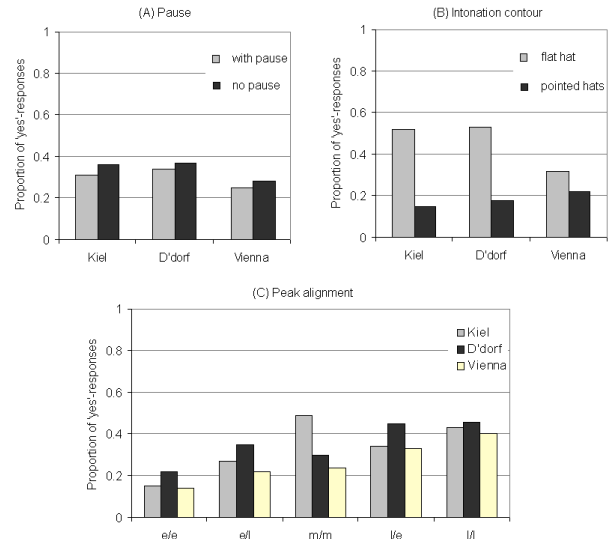 (A) Pause
Proportion of 'yes'-responses
1
0.8
0.6
0.4
0.2
0
with pause
no pause
Kiel
D'dorf
Vienna
(B) Intonation contour
Proportion of 'yes'-responses
1
0.8
0.6
0.4
0.2
0
flat hat
pointed hats
Kiel
D'dorf
Vienna
(C) Peak alignment
Proportion of 'yes'-responses
1
0.8
0.6
0.4
0.2
0
Kiel
D'dorf
Vienna
e/e
e/l
m/m
l/e
l/l